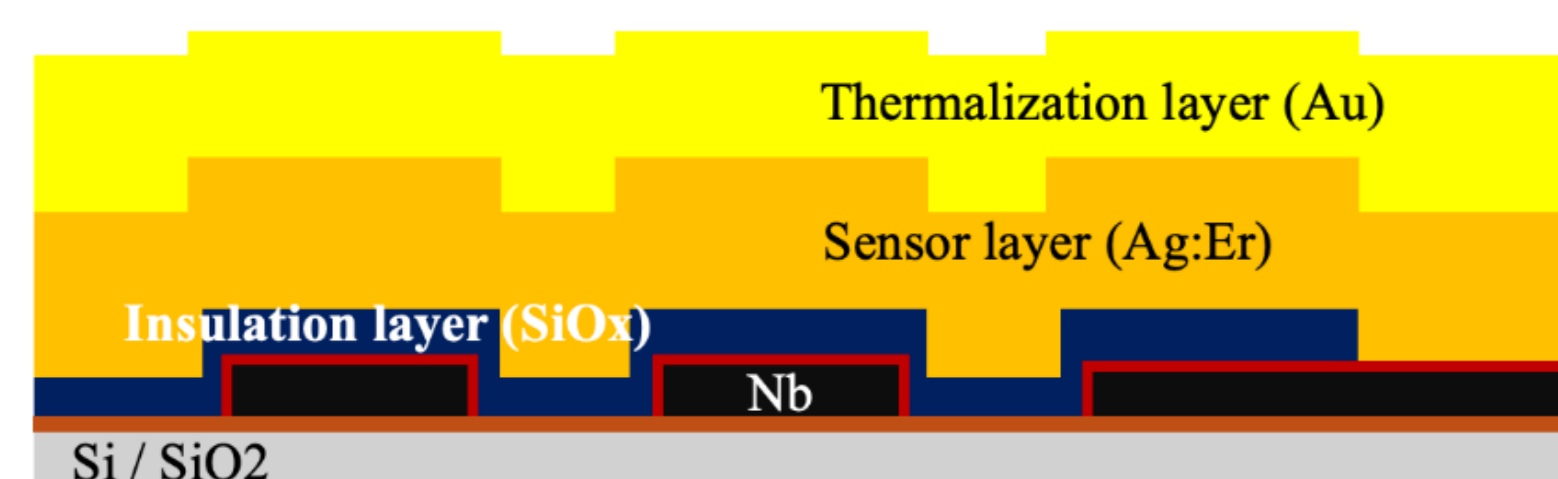 Thermalization layer (Au)
Sensor layer (Ag:Er)
Insulation layer (SiOx)
Nb
Si / SiO2